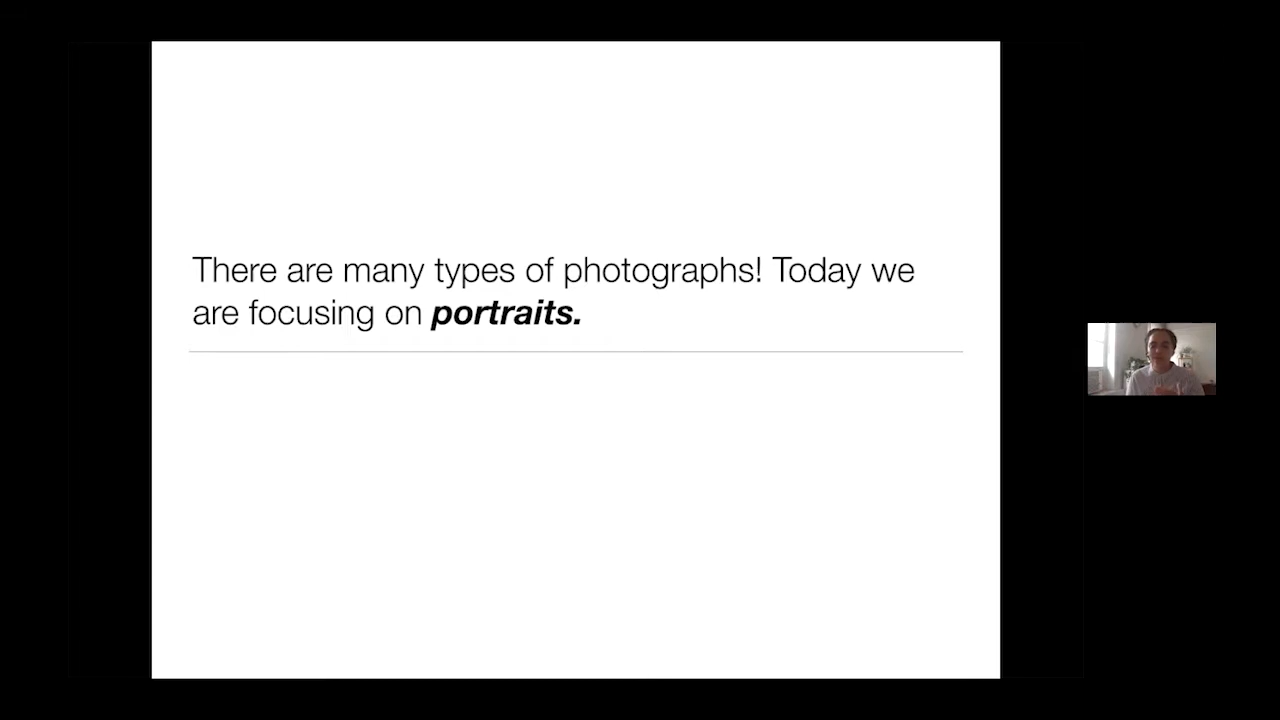 There are many types of photographs! Today we
are focusing on portraits.